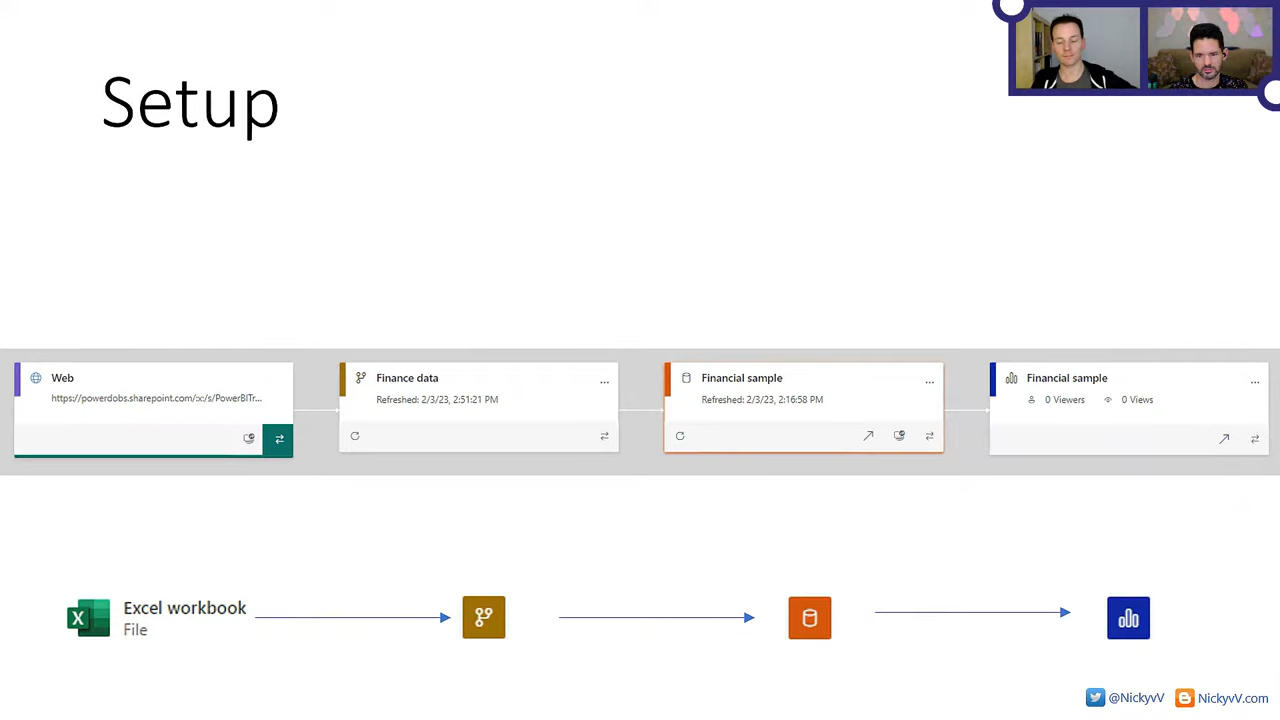 Setup
Web
https://powerdobs.sharepoint.com/:x:/s/PowerBITr...
Finance data
...
Refreshed: 2/3/23, 2:51:21 PM
Financial sample
...
Refreshed: 2/3/23, 2:16:58 PM
Financial sample
...
0 Viewers
0 Views
Excel workbook
File
@NickyvV
NickyvV.com